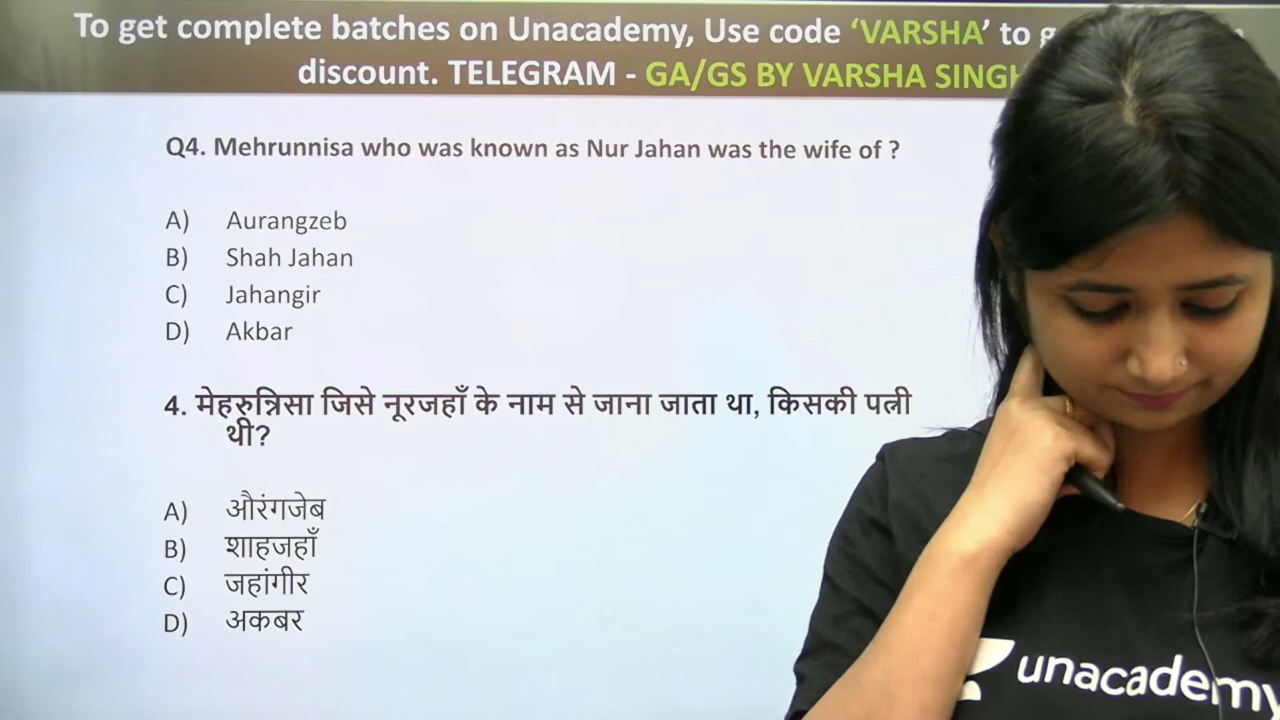 To get complete batches on Unacademy, Use code ‘VARSHA’ to
discount. TELEGRAM - GA/GS BY VARSHA SINGH
Q4. Mehrunnisa who was known as Nur Jahan was the wife of ?
A) Aurangzeb
B) Shah Jahan
C) Jahangir
D) Akbar
4. मेहरुन्निसा जिसे नूरजहाँ के नाम से जाना जाता था, किसकी पत्नी
थी?
A) औरंगजेब
B) शाहजहाँ
C) जहांगीर
D) अकबर
unacademy